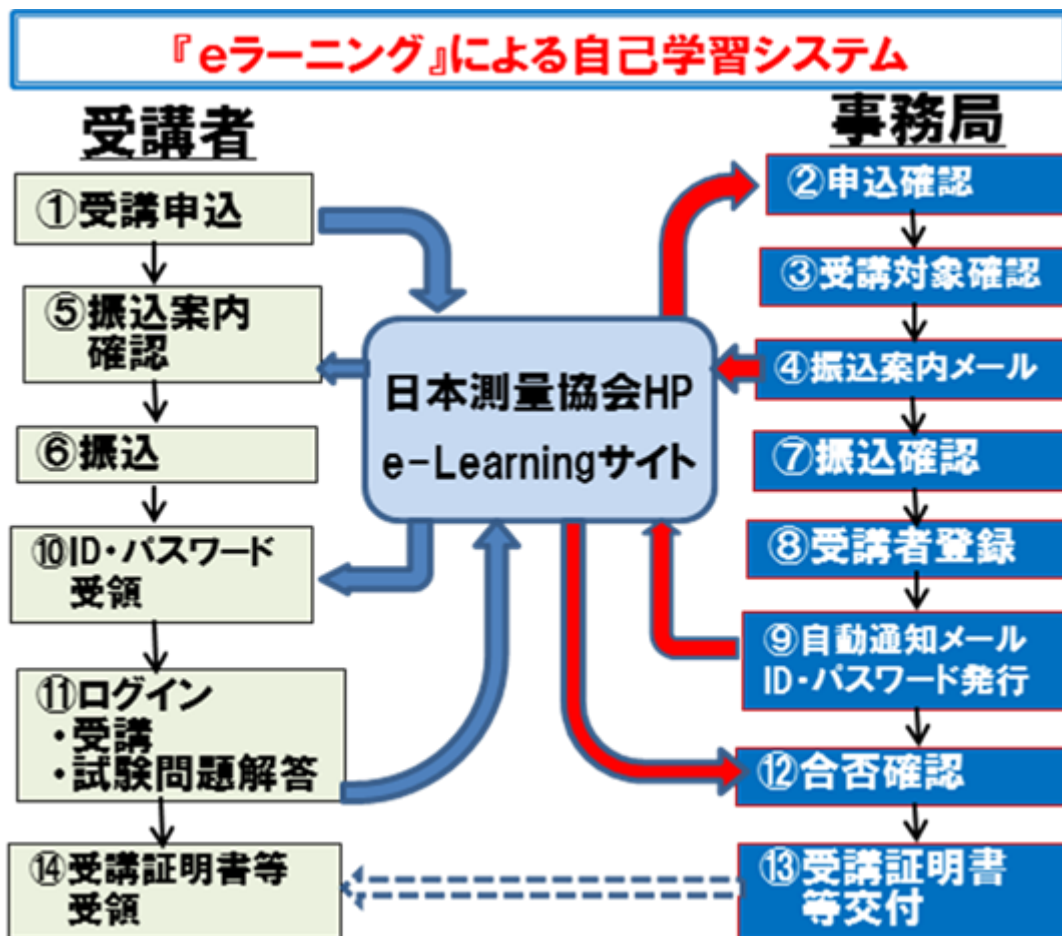 『eラーニング』による自己学習システム
受講者
①受講申込
⑤振込案内
確認
⑥振込
⑩ID・パスワード
受領
⑪ログイン
・受講
・試験問題解答
⑭受講証明書等
受領
日本測量協会HP
e-Learningサイト
事務局
②申込確認
③受講対象確認
④振込案内メール
⑦振込確認
⑧受講者登録
⑨自動通知メール
ID・パスワード発行
⑫合否確認
⑬受講証明書
等交付